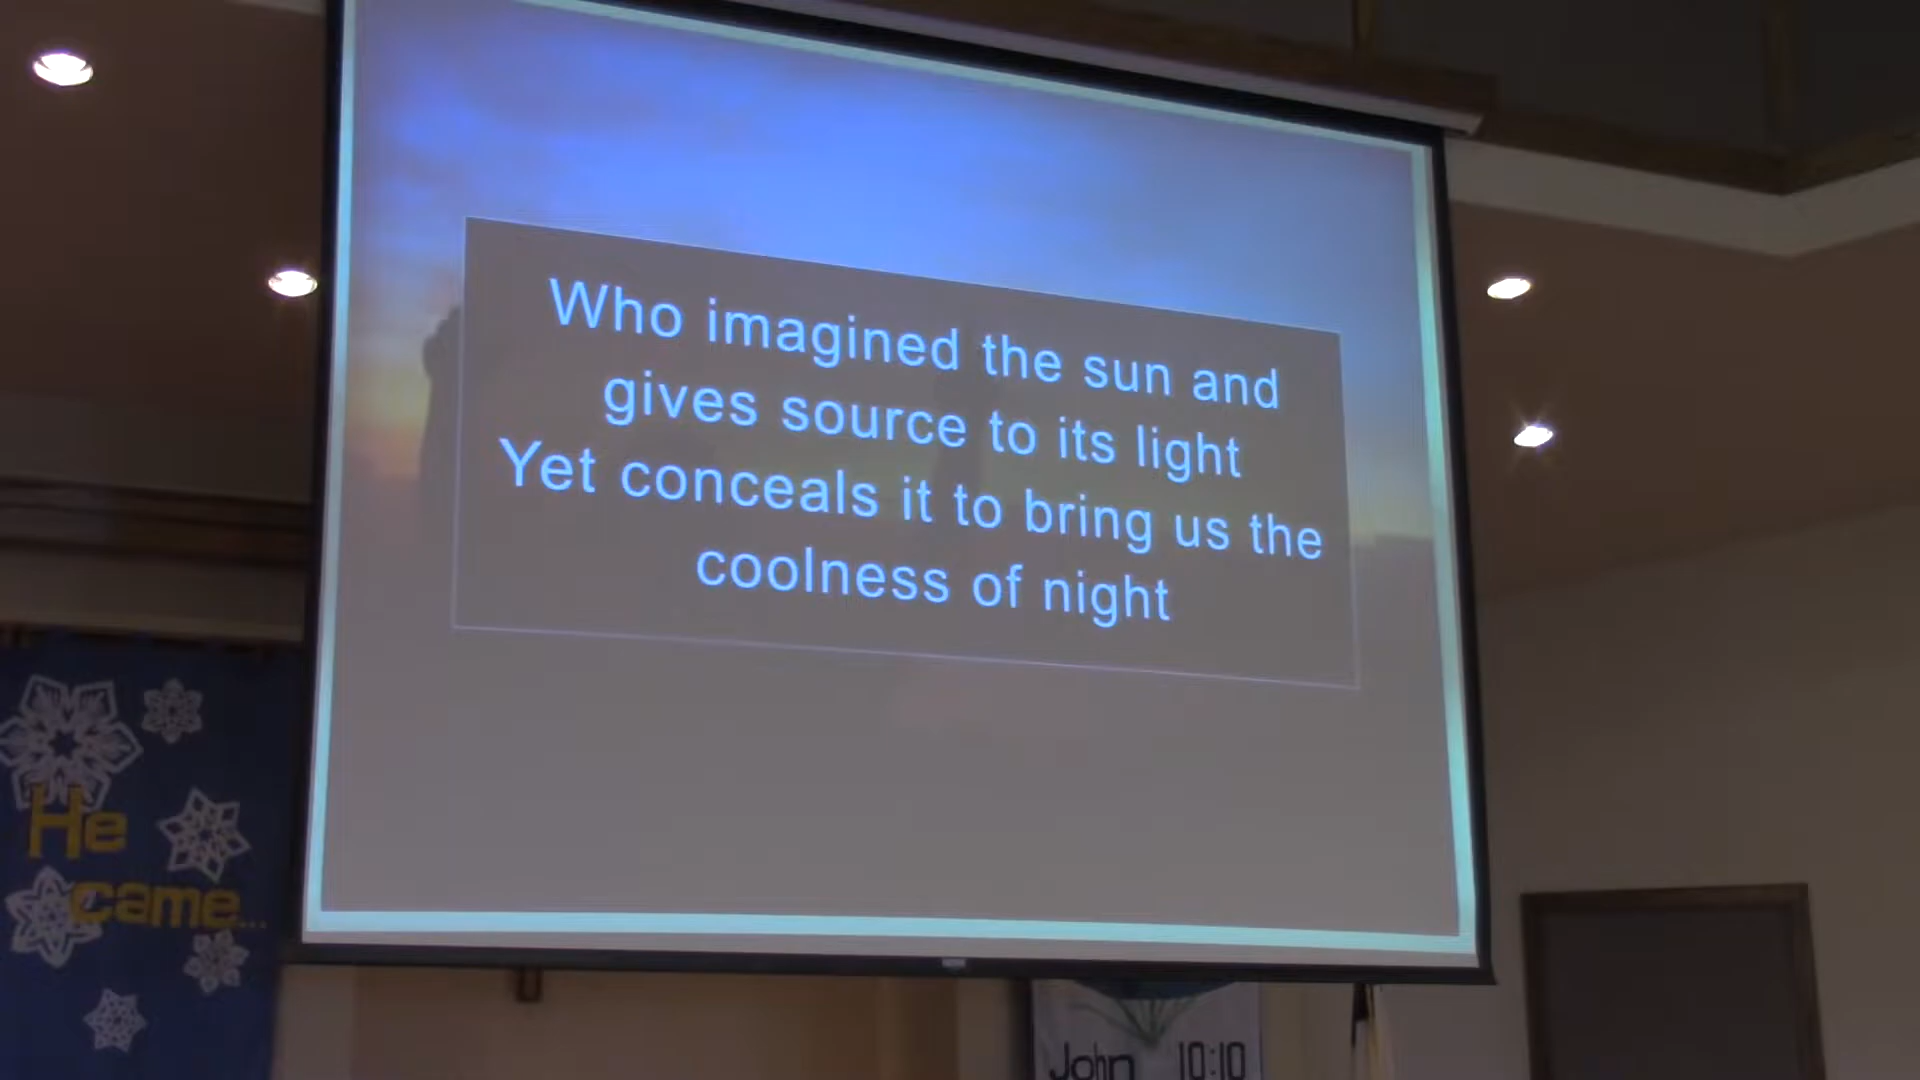 Who imagined the sun and
gives source to its light
Yet conceals it to bring us the
coolness of night
He
came...
John 10:10